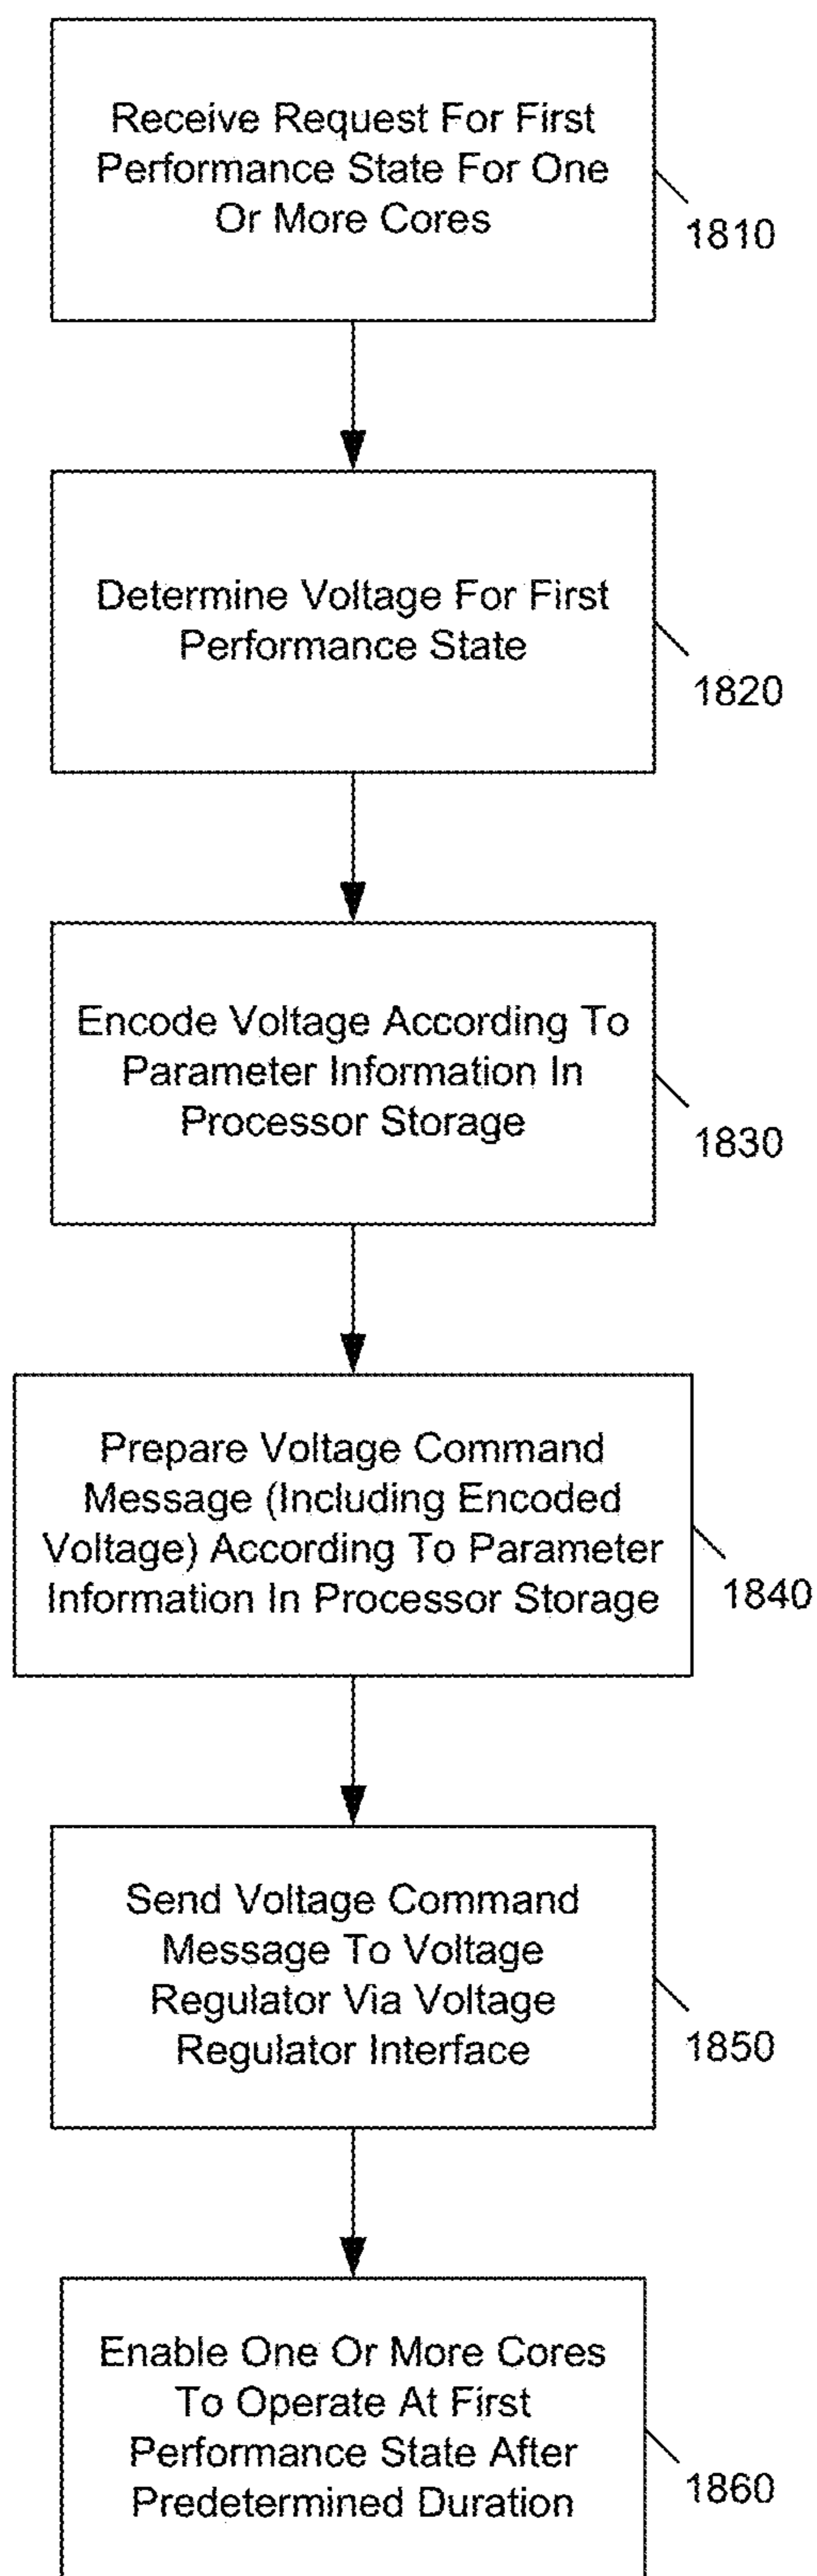 Receive Request For First
Performance State For One
Or More Cores
1810
Determine Voltage For First
Performance State
1820
Encode Voltage According To
Parameter Information In
Processor Storage
1830
Prepare Voltage Command
Message (Including Encoded
Voltage) According To Parameter
Information In Processor Storage
1840
Send Voltage Command
Message To Voltage
Regulator Via Voltage
Regulator Interface
1850
Enable One Or More Cores
To Operate At First
Performance State After
Predetermined Duration
1860